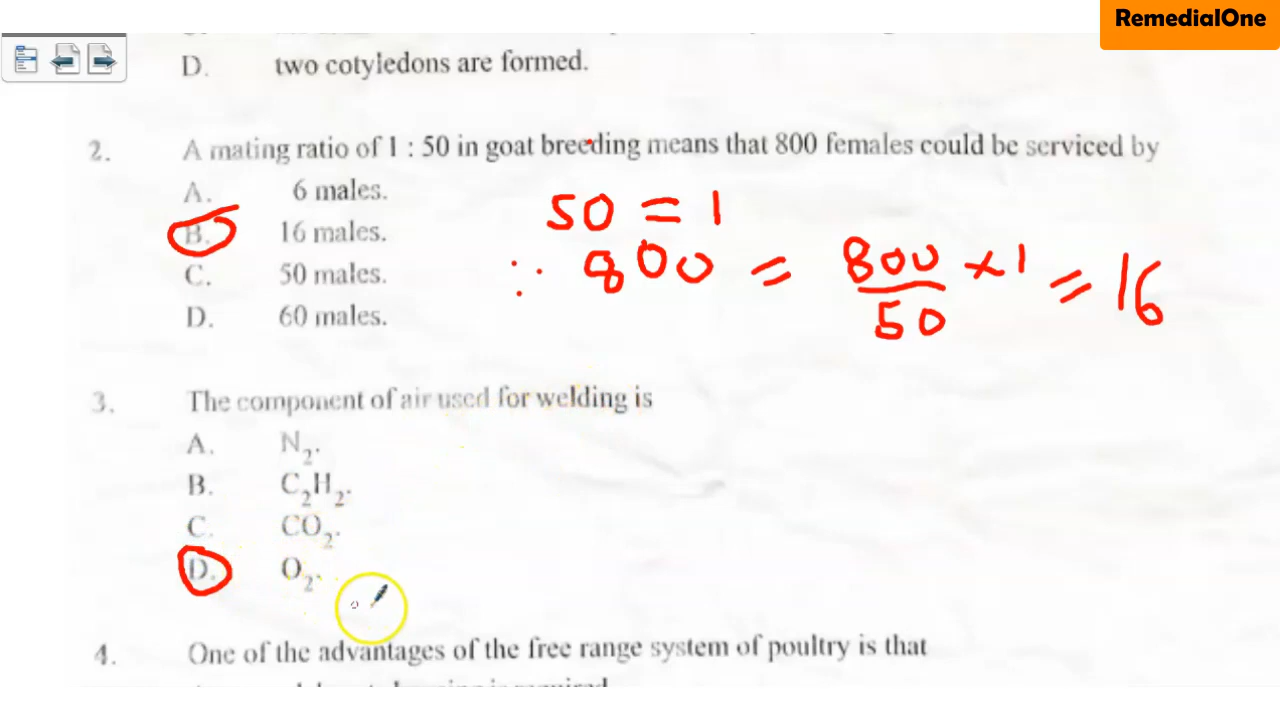 RemedialOne
D. two cotyledons are formed.
2. A mating ratio of 1 : 50 in goat breeding means that 800 females could be serviced by
A. 6 males.
B. 16 males.
C. 50 males.
D. 60 males.
50 = 1
∵ 800 = 800/50 × 1 = 16
3. The component of air used for welding is
A. N₂.
B. C₂H₂.
C. CO₂.
D. O₂.
4. One of the advantages of the free range system of poultry is that